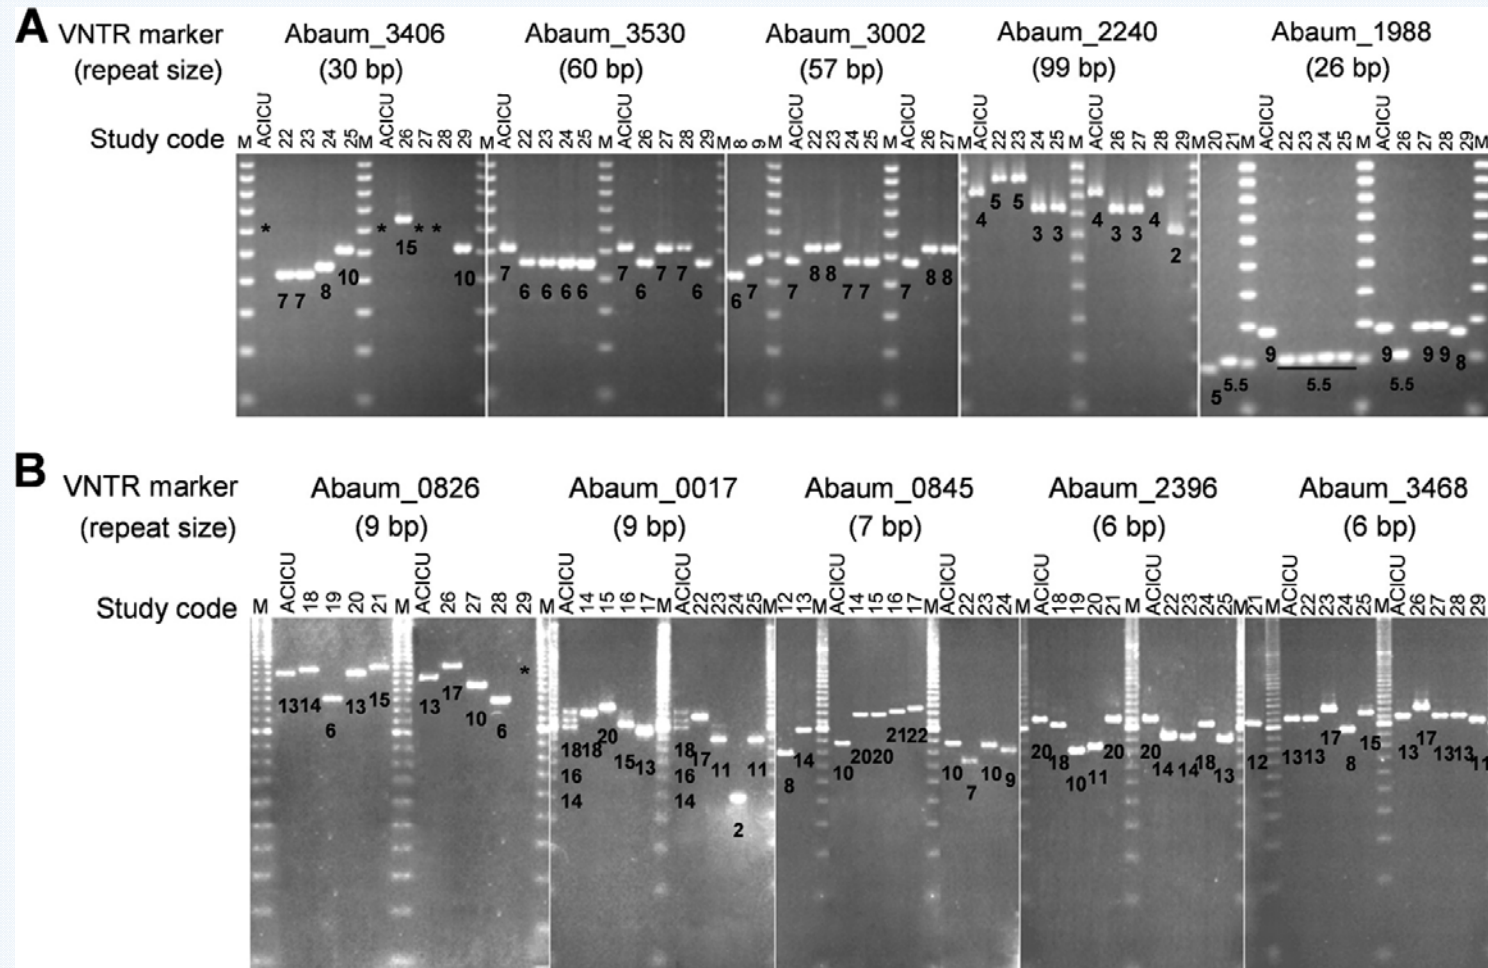 A VNTR marker Abaum_3406 Abaum_3530 Abaum_3002 Abaum_2240 Abaum_1988
(repeat size) (30 bp) (60 bp) (57 bp) (99 bp) (26 bp)
Study code M ACICU 22 23 24 25 M ACICU 26 27 28 29 M ACICU 22 23 24 25 M ACICU 26 27 28 29 M 8 9 M ACICU 22 23 24 25 M ACICU 26 27 M ACICU 22 23 24 25 M ACICU 26 27 28 29 M 20 21 M ACICU 22 23 24 25 M ACICU 26 27 28 29 M
* 7 7 8 10 * 15 * * 10 7 6 6 6 6 7 6 7 7 6 6 7 7 8 8 7 7 7 8 8 4 5 5 3 3 4 3 3 4 2 5 5.5 9 5.5 9 5.5 9 9 8
B VNTR marker Abaum_0826 Abaum_0017 Abaum_0845 Abaum_2396 Abaum_3468
(repeat size) (9 bp) (9 bp) (7 bp) (6 bp) (6 bp)
Study code M ACICU 18 19 20 21 M ACICU 26 27 28 29 M ACICU 14 15 16 17 M ACICU 22 23 24 25 M 12 13 M ACICU 14 15 16 17 M ACICU 22 23 24 M ACICU 18 19 20 21 M ACICU 22 23 24 25 M 21 M ACICU 22 23 24 25 M ACICU 26 27 28 29
13 14 6 13 15 13 17 10 6 * 18 18 20 15 13 18 17 11 2 11 8 14 10 20 20 21 22 10 7 10 9 20 18 10 11 20 20 14 14 18 13 12 13 13 17 8 15 13 17 13 13 11
16 16
14 14